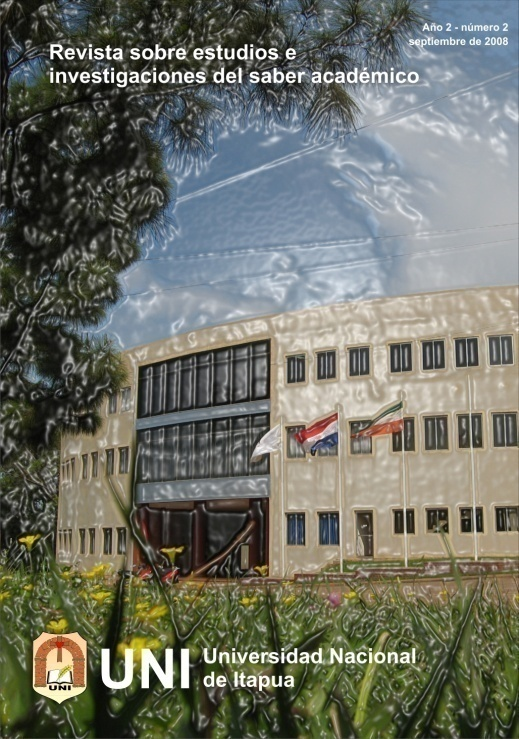 Año 2 - número 2
septiembre de 2008
Revista sobre estudios e
investigaciones del saber académico
UNI
UNI
Universidad Nacional
de Itapua